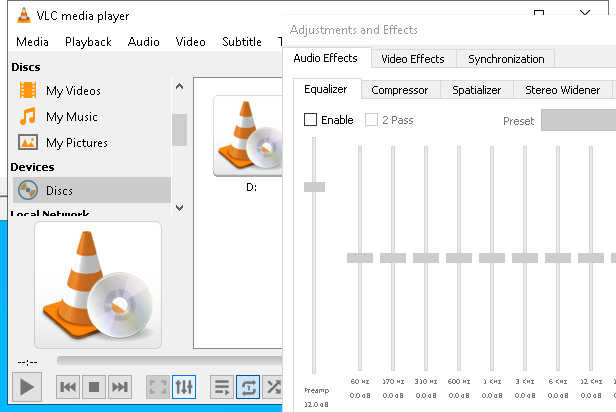 VLC media player
Media Playback Audio Video Subtitle
Discs
My Videos
My Music
My Pictures
Devices
Discs
Local Network
D:
--:--
Adjustments and Effects
Audio Effects Video Effects Synchronization
Equalizer Compressor Spatializer Stereo Widener
Enable 2 Pass Preset
60 Hz 170 Hz 310 Hz 600 Hz 1 KHz 3 KHz 6 KHz 12 KHz
Preamp 0.0 dB 0.0 dB 0.0 dB 0.0 dB 0.0 dB 0.0 dB 0.0 dB 0.0 dB
12.0 dB